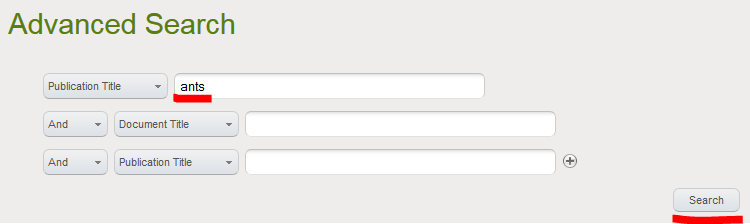 Advanced Search
Publication Title ants
And Document Title
And Publication Title
Search